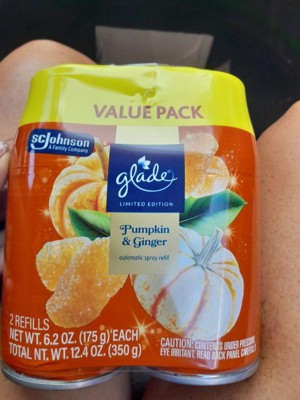 VALUE PACK
SC Johnson
A Family Company
glade
LIMITED EDITION
Pumpkin
& Ginger
automatic spray refill
2 REFILLS
NET WT. 6.2 OZ. (175 g) EACH
TOTAL NT. WT. 12.4 OZ. (350 g)
CAUTION: CONTENTS UNDER PRESSURE.
EYE IRRITANT. READ BACK PANEL CAREFULLY.